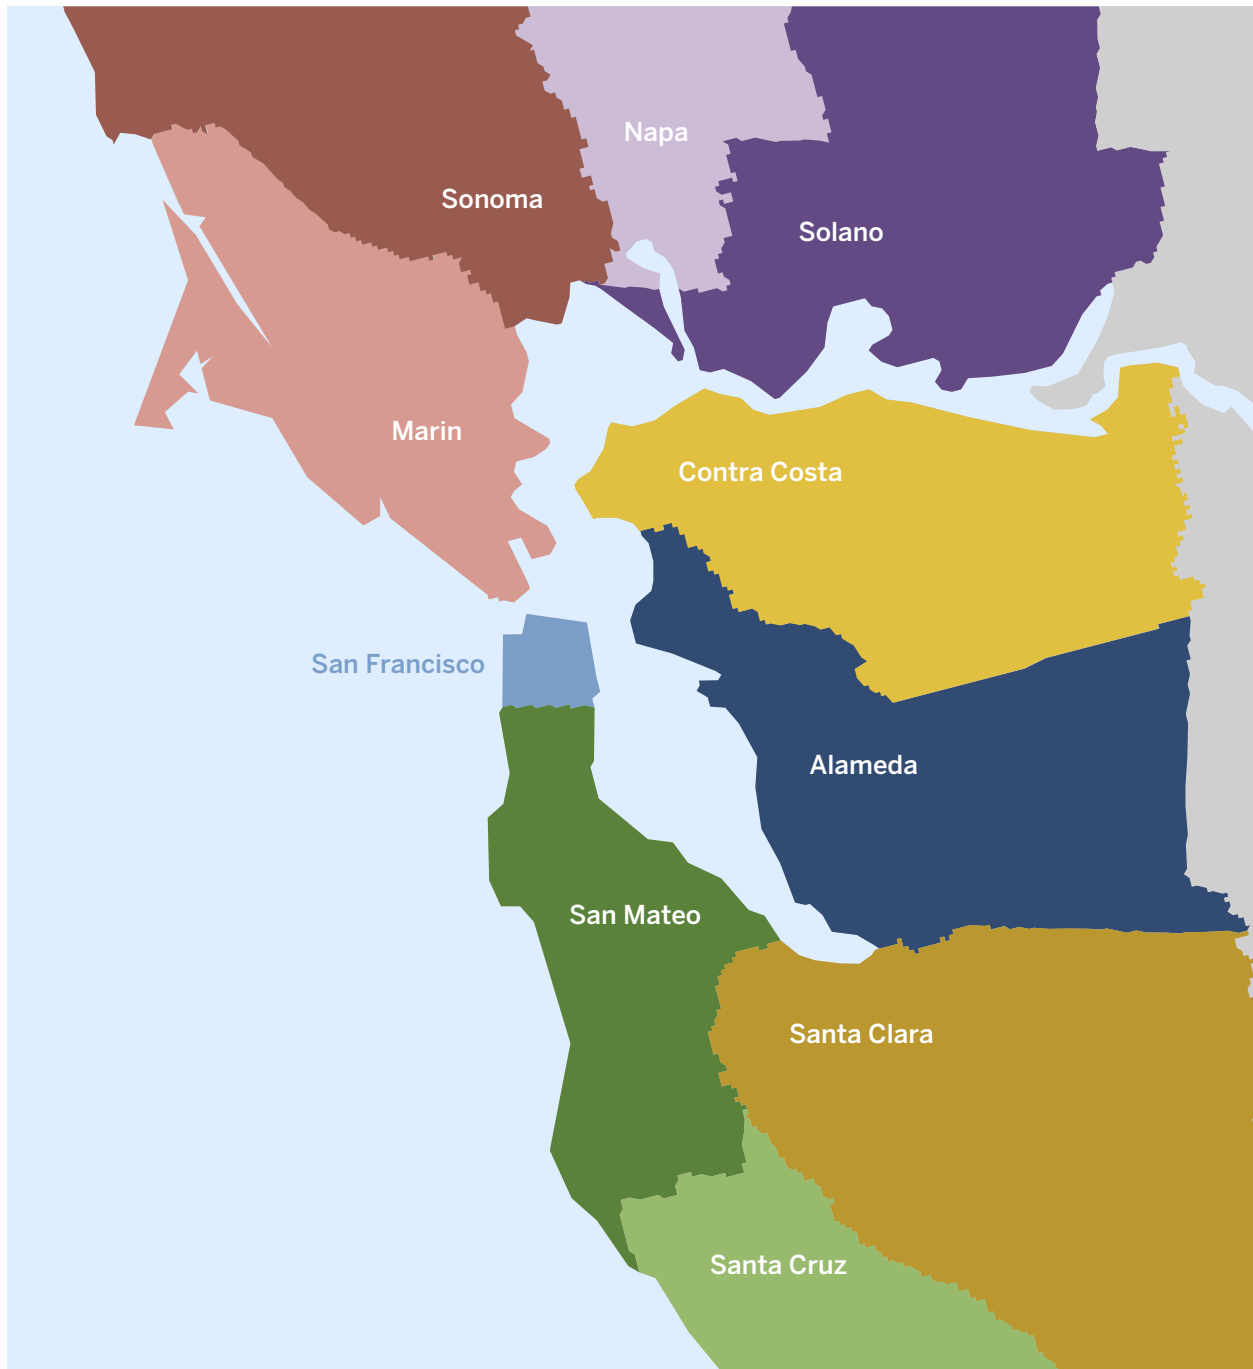 Napa
Sonoma
Solano
Marin
Contra Costa
San Francisco
Alameda
San Mateo
Santa Clara
Santa Cruz